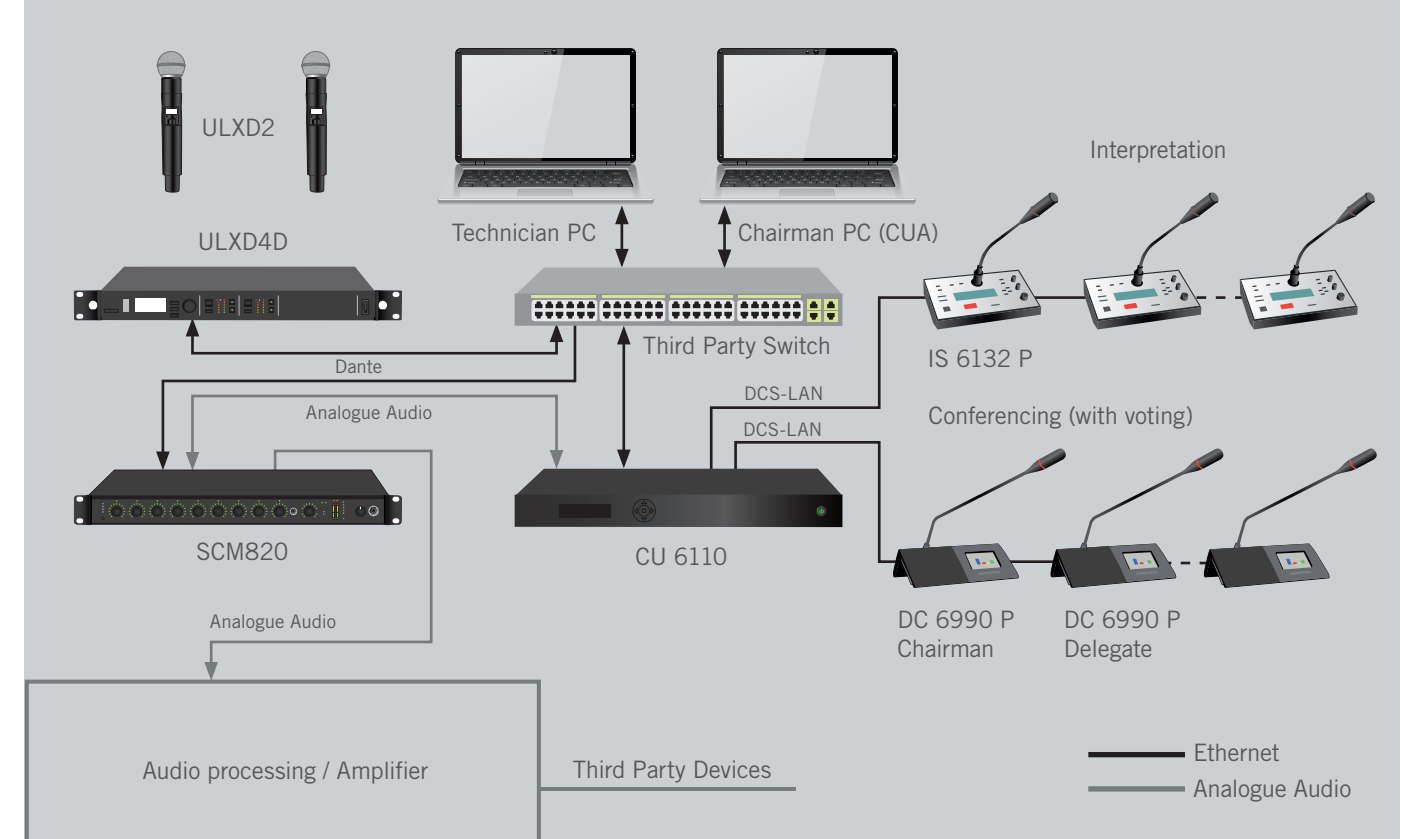 ULXD2
Interpretation
Technician PC
Chairman PC (CUA)
ULXD4D
Third Party Switch
Dante
IS 6132 P
DCS-LAN
Analogue Audio
Conferencing (with voting)
DCS-LAN
SCM820
CU 6110
Analogue Audio
DC 6990 P
Chairman
DC 6990 P
Delegate
Audio processing / Amplifier
Third Party Devices
Ethernet
Analogue Audio